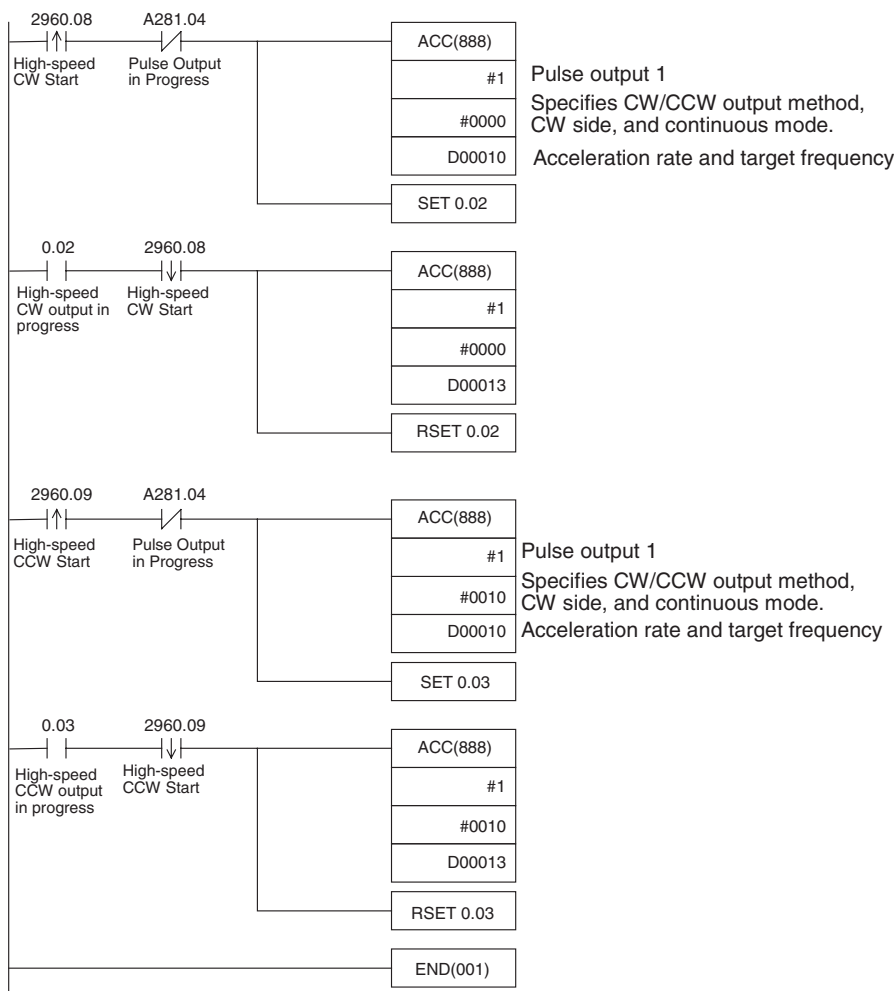 2960.08 A281.04
High-speed CW Start
Pulse Output in Progress
ACC(888)
#1 Pulse output 1
#0000 Specifies CW/CCW output method,
CW side, and continuous mode.
D00010 Acceleration rate and target frequency
SET 0.02
0.02 2960.08
High-speed CW output in progress
High-speed CW Start
ACC(888)
#1
#0000
D00013
RSET 0.02
2960.09 A281.04
High-speed CCW Start
Pulse Output in Progress
ACC(888)
#1 Pulse output 1
#0010 Specifies CW/CCW output method,
CW side, and continuous mode.
D00010 Acceleration rate and target frequency
SET 0.03
0.03 2960.09
High-speed CCW output in progress
High-speed CCW Start
ACC(888)
#1
#0010
D00013
RSET 0.03
END(001)